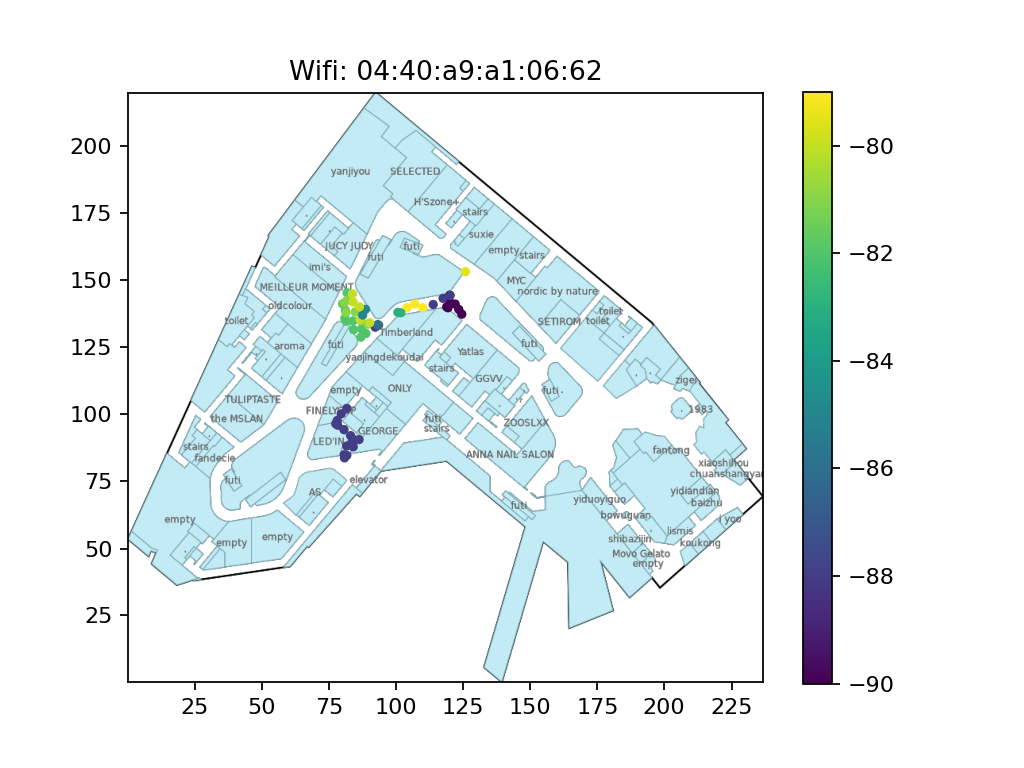 Wifi: 04:40:a9:a1:06:62
200
175
150
125
100
75
50
25
25
50
75
100
125
150
175
200
225
−80
−82
−84
−86
−88
−90
yanjiyou
SELECTED
H'Szone+
stairs
suxie
empty
stairs
JUCY JUDY
futi
futi
imi's
MEILLEUR MOMENT
MYC
nordic by nature
oldcolour
toilet
toilet
SETIROM
toilet
Timberland
aroma
futi
futi
yaojingdekoudai
Yatlas
stairs
GGVV
zigei
empty
ONLY
futi
TULIPTASTE
1983
the MSLAN
futi
stairs
ZOOSLXX
GEORGE
LED'IN
stairs
fandecie
ANNA NAIL SALON
fantong
xiaoshihou
chuanshangyan
futi
elevator
AS
yidiandian
baizhu
yiduoyiguo
futi
bowuguan
empty
J yoo
lismis
koukong
shibazijin
empty
empty
Movo Gelato
empty